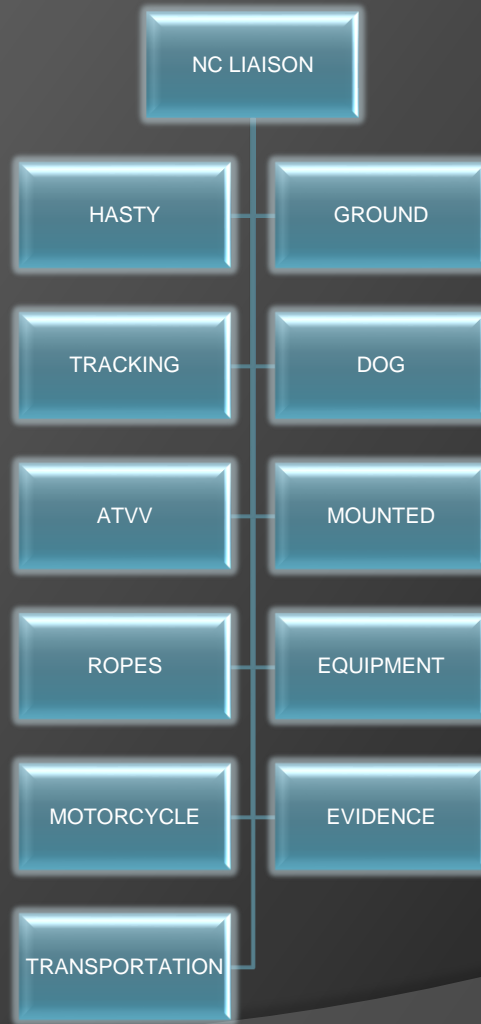 NC LIAISON
HASTY
GROUND
TRACKING
DOG
ATVV
MOUNTED
ROPES
EQUIPMENT
MOTORCYCLE
EVIDENCE
TRANSPORTATION